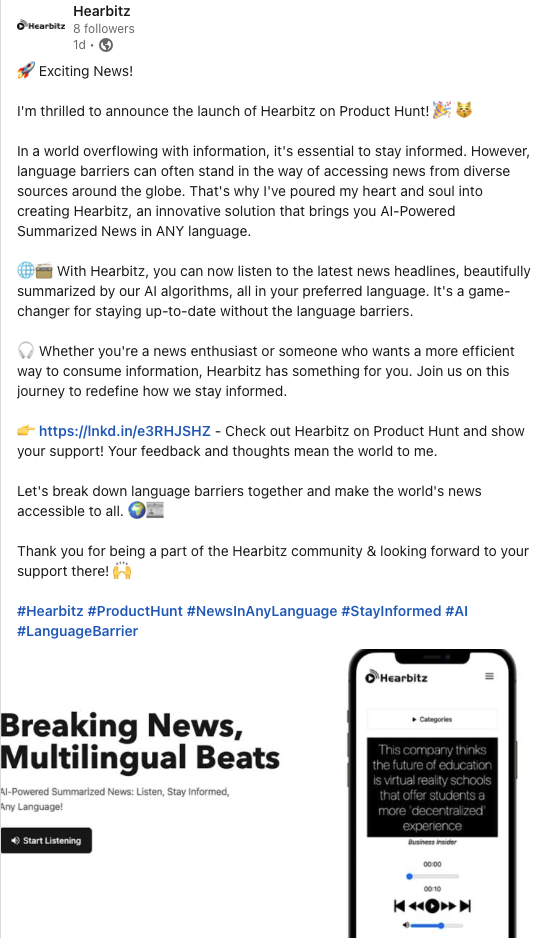 Hearbitz
Hearbitz
8 followers
1d •
🚀 Exciting News!
I'm thrilled to announce the launch of Hearbitz on Product Hunt! 🎉 😽
In a world overflowing with information, it's essential to stay informed. However,
language barriers can often stand in the way of accessing news from diverse
sources around the globe. That's why I've poured my heart and soul into
creating Hearbitz, an innovative solution that brings you AI-Powered
Summarized News in ANY language.
🌐📻 With Hearbitz, you can now listen to the latest news headlines, beautifully
summarized by our AI algorithms, all in your preferred language. It's a game-
changer for staying up-to-date without the language barriers.
🎧 Whether you're a news enthusiast or someone who wants a more efficient
way to consume information, Hearbitz has something for you. Join us on this
journey to redefine how we stay informed.
👉 https://lnkd.in/e3RHJSHZ - Check out Hearbitz on Product Hunt and show
your support! Your feedback and thoughts mean the world to me.
Let's break down language barriers together and make the world's news
accessible to all. 🌍📰
Thank you for being a part of the Hearbitz community & looking forward to your
support there! 🙌
#Hearbitz #ProductHunt #NewsInAnyLanguage #StayInformed #AI
#LanguageBarrier
Breaking News,
Multilingual Beats
AI-Powered Summarized News: Listen, Stay Informed,
Any Language!
Start Listening
Hearbitz
Categories
This company thinks
the future of education
is virtual reality schools
that offer students a
more 'decentralized'
experience
Business Insider
00:00
00:10